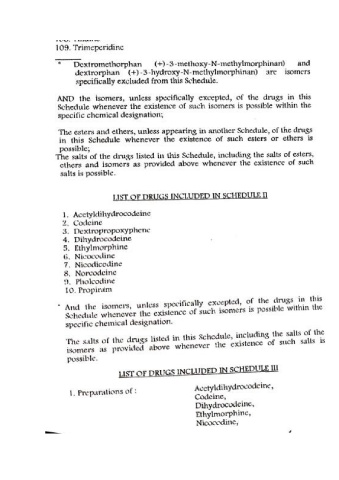 109. Trimeperidine
* Dextromethorphan (+)-3-methoxy-N-methylmorphinan) and
dextrorphan (+)-3-hydroxy-N-methylmorphinan) are isomers
specifically excluded from this Schedule.
AND the isomers, unless specifically excepted, of the drugs in this
Schedule whenever the existence of such isomers is possible within the
specific chemical designation;
The esters and ethers, unless appearing in another Schedule, of the drugs
in this Schedule whenever the existence of such esters or ethers is
possible;
The salts of the drugs listed in this Schedule, including the salts of esters,
ethers and isomers as provided above whenever the existence of such
salts is possible.
LIST OF DRUGS INCLUDED IN SCHEDULE II
1. Acetyldihydrocodeine
2. Codeine
3. Dextropropoxyphene
4. Dihydrocodeine
5. Ethylmorphine
6. Nicocodine
7. Nicodicodine
8. Norcodeine
9. Pholcodine
10. Propiram
* And the isomers, unless specifically excepted, of the drugs in this
Schedule whenever the existence of such isomers is possible within the
specific chemical designation.
The salts of the drugs listed in this Schedule, including the salts of the
isomers as provided above whenever the existence of such salts is
possible.
LIST OF DRUGS INCLUDED IN SCHEDULE III
1. Preparations of : Acetyldihydrocodeine,
Codeine,
Dihydrocodeine,
Ethylmorphine,
Nicocodine,